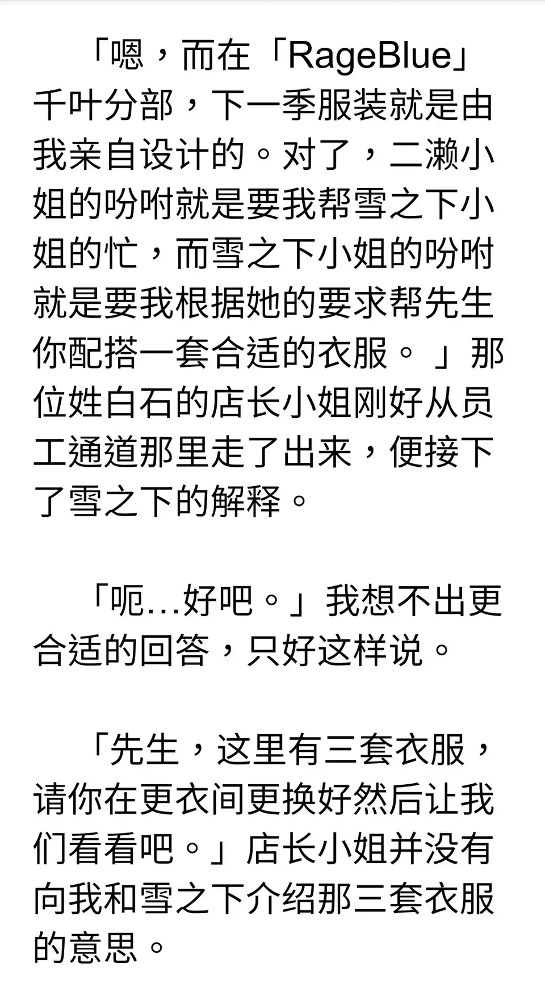 「嗯，而在「RageBlue」
千叶分部，下一季服装就是由
我亲自设计的。对了，二濑小
姐的吩咐就是要我帮雪之下小
姐的忙，而雪之下小姐的吩咐
就是要我根据她的要求帮先生
你配搭一套合适的衣服。」那
位姓白石的店长小姐刚好从员
工通道那里走了出来，便接下
了雪之下的解释。
「呃…好吧。」我想不出更
合适的回答，只好这样说。
「先生，这里有三套衣服，
请你在更衣间更换好然后让我
们看看吧。」店长小姐并没有
向我和雪之下介绍那三套衣服
的意思。